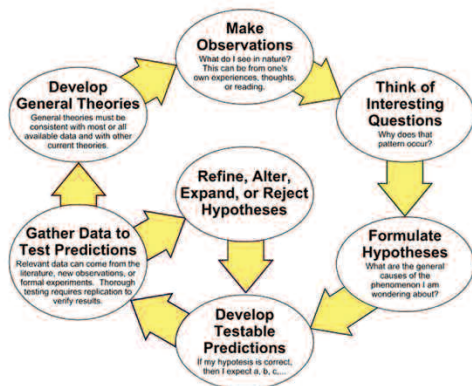 Make
Observations
What do I see in nature?
This can be from one's
own experiences, thoughts,
or reading.
Think of
Interesting
Questions
Why does that
pattern occur?
Formulate
Hypotheses
What are the general
causes of the
phenomenon I am
wondering about?
Develop
Testable
Predictions
If my hypotesis is correct,
then I expect a, b, c,...
Gather Data to
Test Predictions
Relevant data can come from the
literature, new observations, or
formal experiments. Thorough
testing requires replication to
verify results.
Refine, Alter,
Expand, or Reject
Hypotheses
Develop
General Theories
General theories must be
consistent with most or all
available data and with other
current theories.